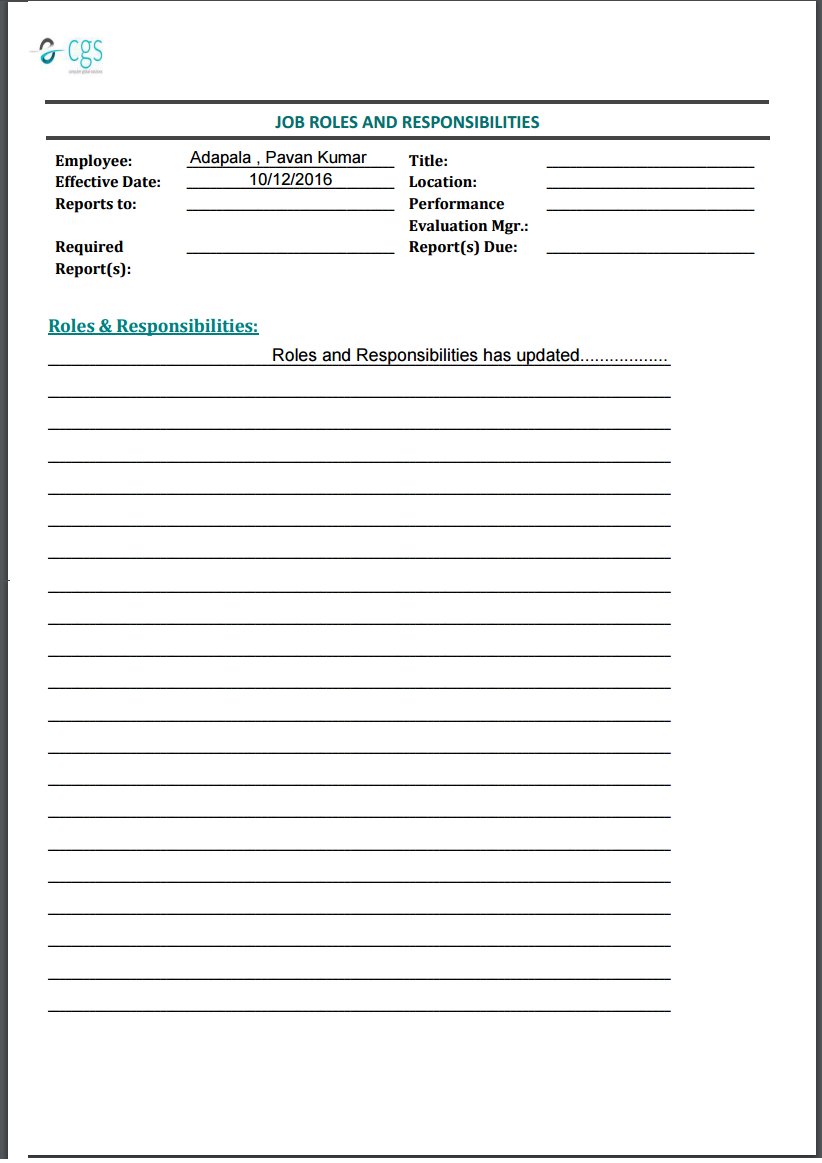 cgs
JOB ROLES AND RESPONSIBILITIES
Employee: Adapala , Pavan Kumar Title:
Effective Date: 10/12/2016 Location:
Reports to: Performance
Evaluation Mgr.:
Required Report(s) Due:
Report(s):
Roles & Responsibilities:
Roles and Responsibilities has updated..................